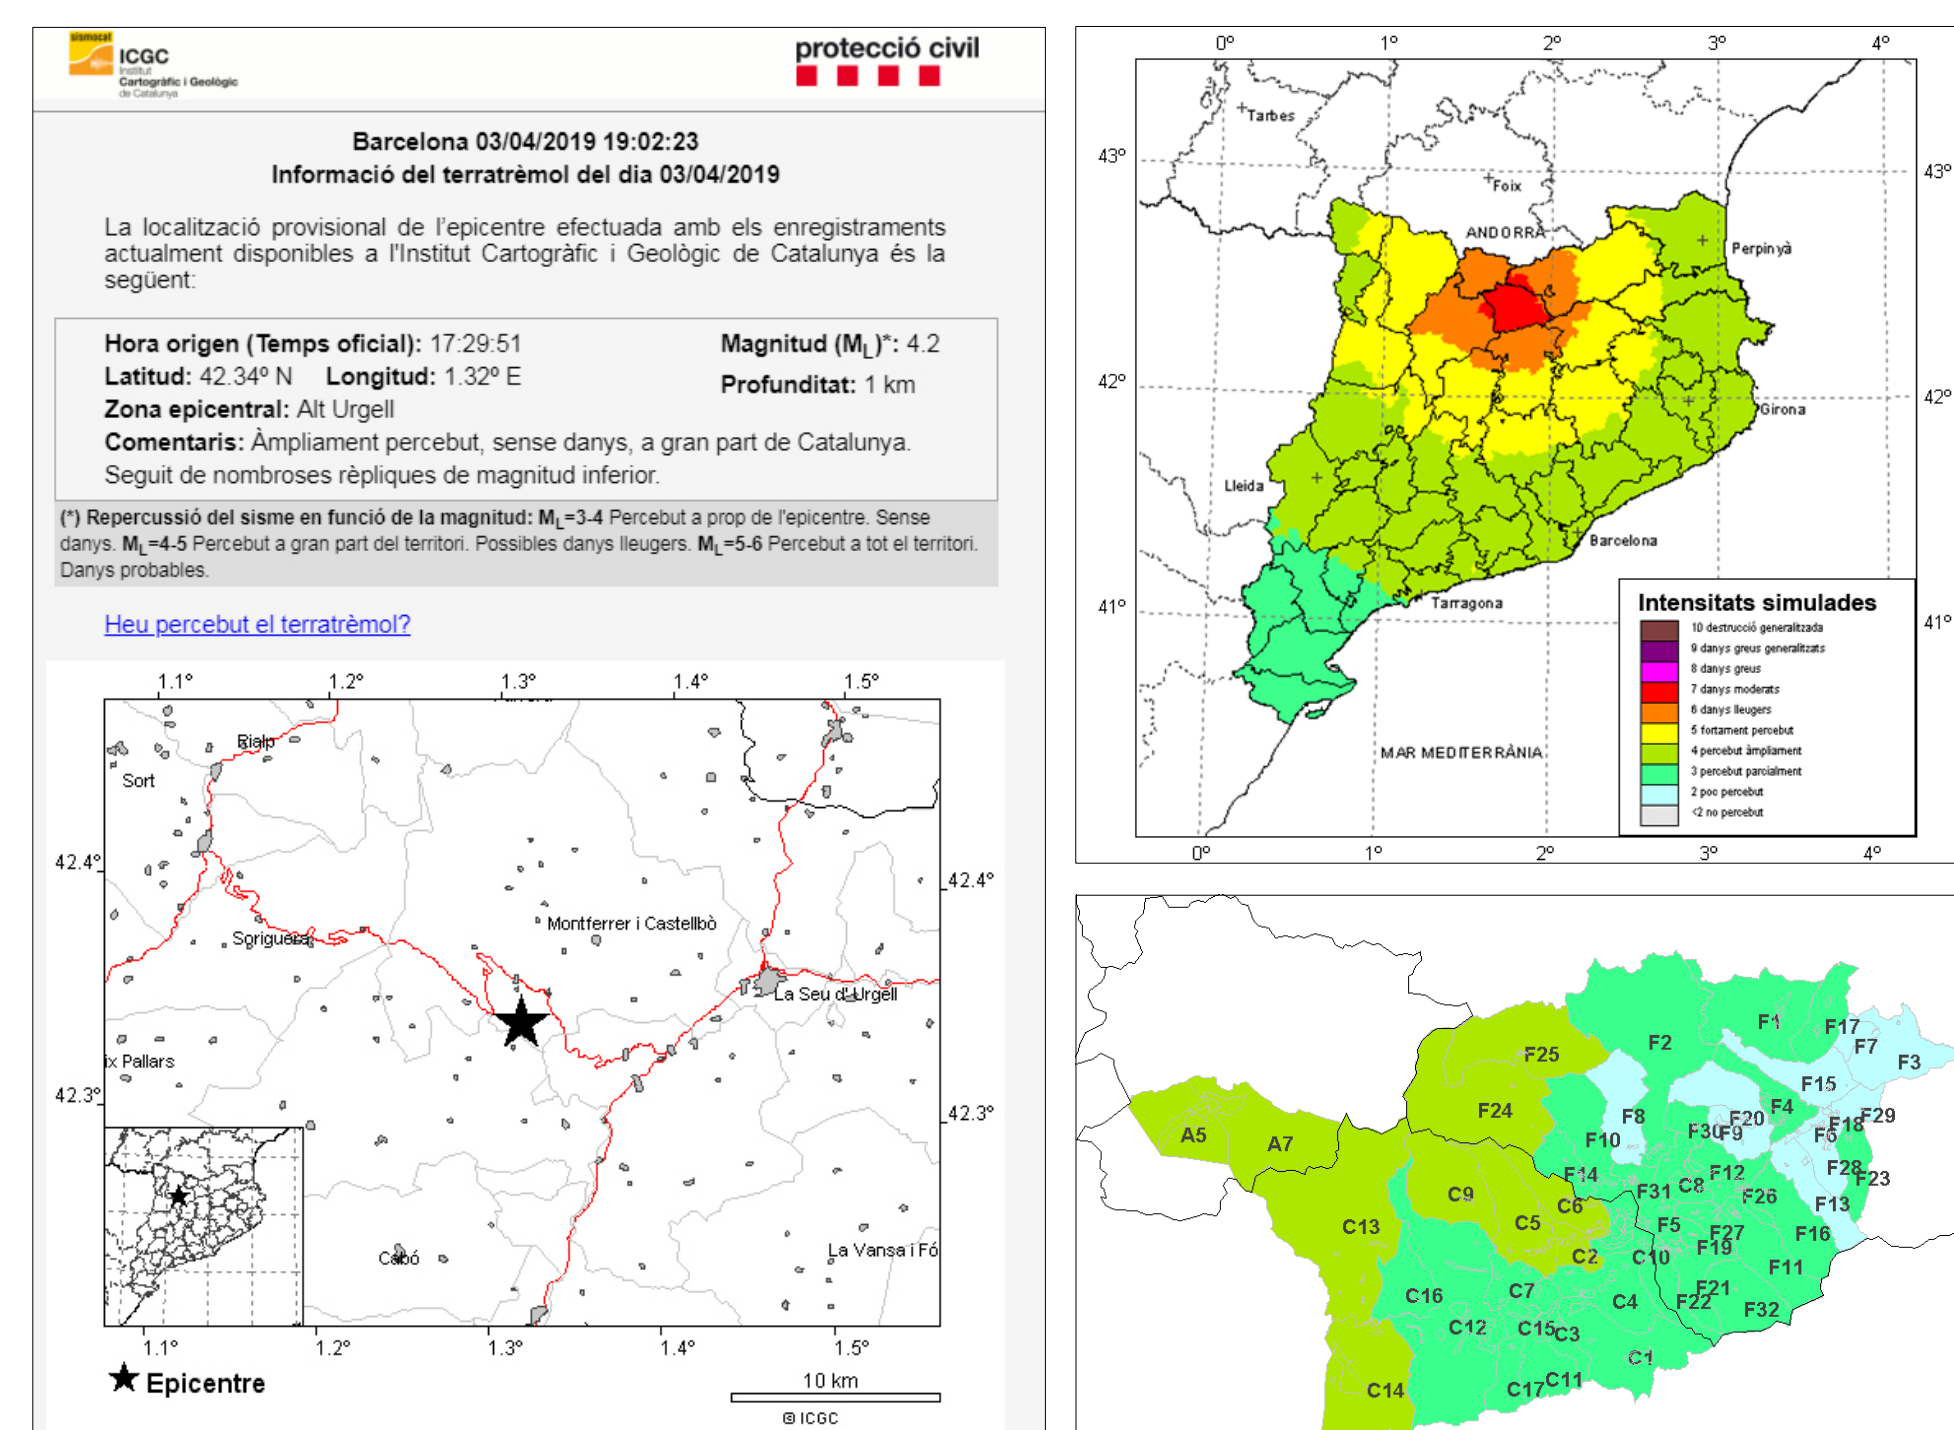 sismocat
ICGC
Institut
Cartogràfic i Geològic
de Catalunya
protecció civil
Barcelona 03/04/2019 19:02:23
Informació del terratrèmol del dia 03/04/2019
La localització provisional de l'epicentre efectuada amb els enregistraments
actualment disponibles a l'Institut Cartogràfic i Geològic de Catalunya és la
següent:
Hora origen (Temps oficial): 17:29:51
Magnitud (ML)*: 4.2
Latitud: 42.34º N Longitud: 1.32º E
Profunditat: 1 km
Zona epicentral: Alt Urgell
Comentaris: Àmpliament percebut, sense danys, a gran part de Catalunya.
Seguit de nombroses rèpliques de magnitud inferior.
(*) Repercussió del sisme en funció de la magnitud: ML=3-4 Percebut a prop de l'epicentre. Sense
danys. ML=4-5 Percebut a gran part del territori. Possibles danys lleugers. ML=5-6 Percebut a tot el territori.
Danys probables.
Heu percebut el terratrèmol?
1.1° 1.2° 1.3° 1.4° 1.5°
Rialp
Sort
42.4°
42.4°
Montferrer i Castellbò
Soriguera
La Seu d'Urgell
ix Pallars
42.3°
42.3°
Cabó
La Vansa i Fó
1.1° 1.2° 1.3° 1.4° 1.5°
Epicentre
10 km
© ICGC
0° 1° 2° 3° 4°
Tarbes
43°
43°
Foix
ANDORRA
Perpinyà
42°
42°
Girona
Lleida
Barcelona
Tarragona
41°
41°
MAR MEDITERRÀNIA
Intensitats simulades
10 destrucció generalitzada
9 danys greus generalitzats
8 danys greus
7 danys moderats
6 danys lleugers
5 fortament percebut
4 percebut àmpliament
3 percebut parcialment
2 poc percebut
<2 no percebut
0° 1° 2° 3° 4°
F1
F17
F2
F7
F25
F3
F15
F24
F8
F20
F4
F29
F18
A5
A7
F10
F30
F9
F6
F14
F12
F28
F23
C9
F31
C8
F26
C6
F13
C13
C5
F5
F27
F16
F19
C2
C10
F11
C16
C7
C4
F21
F22
F32
C12
C15
C3
C1
C14
C17
C11